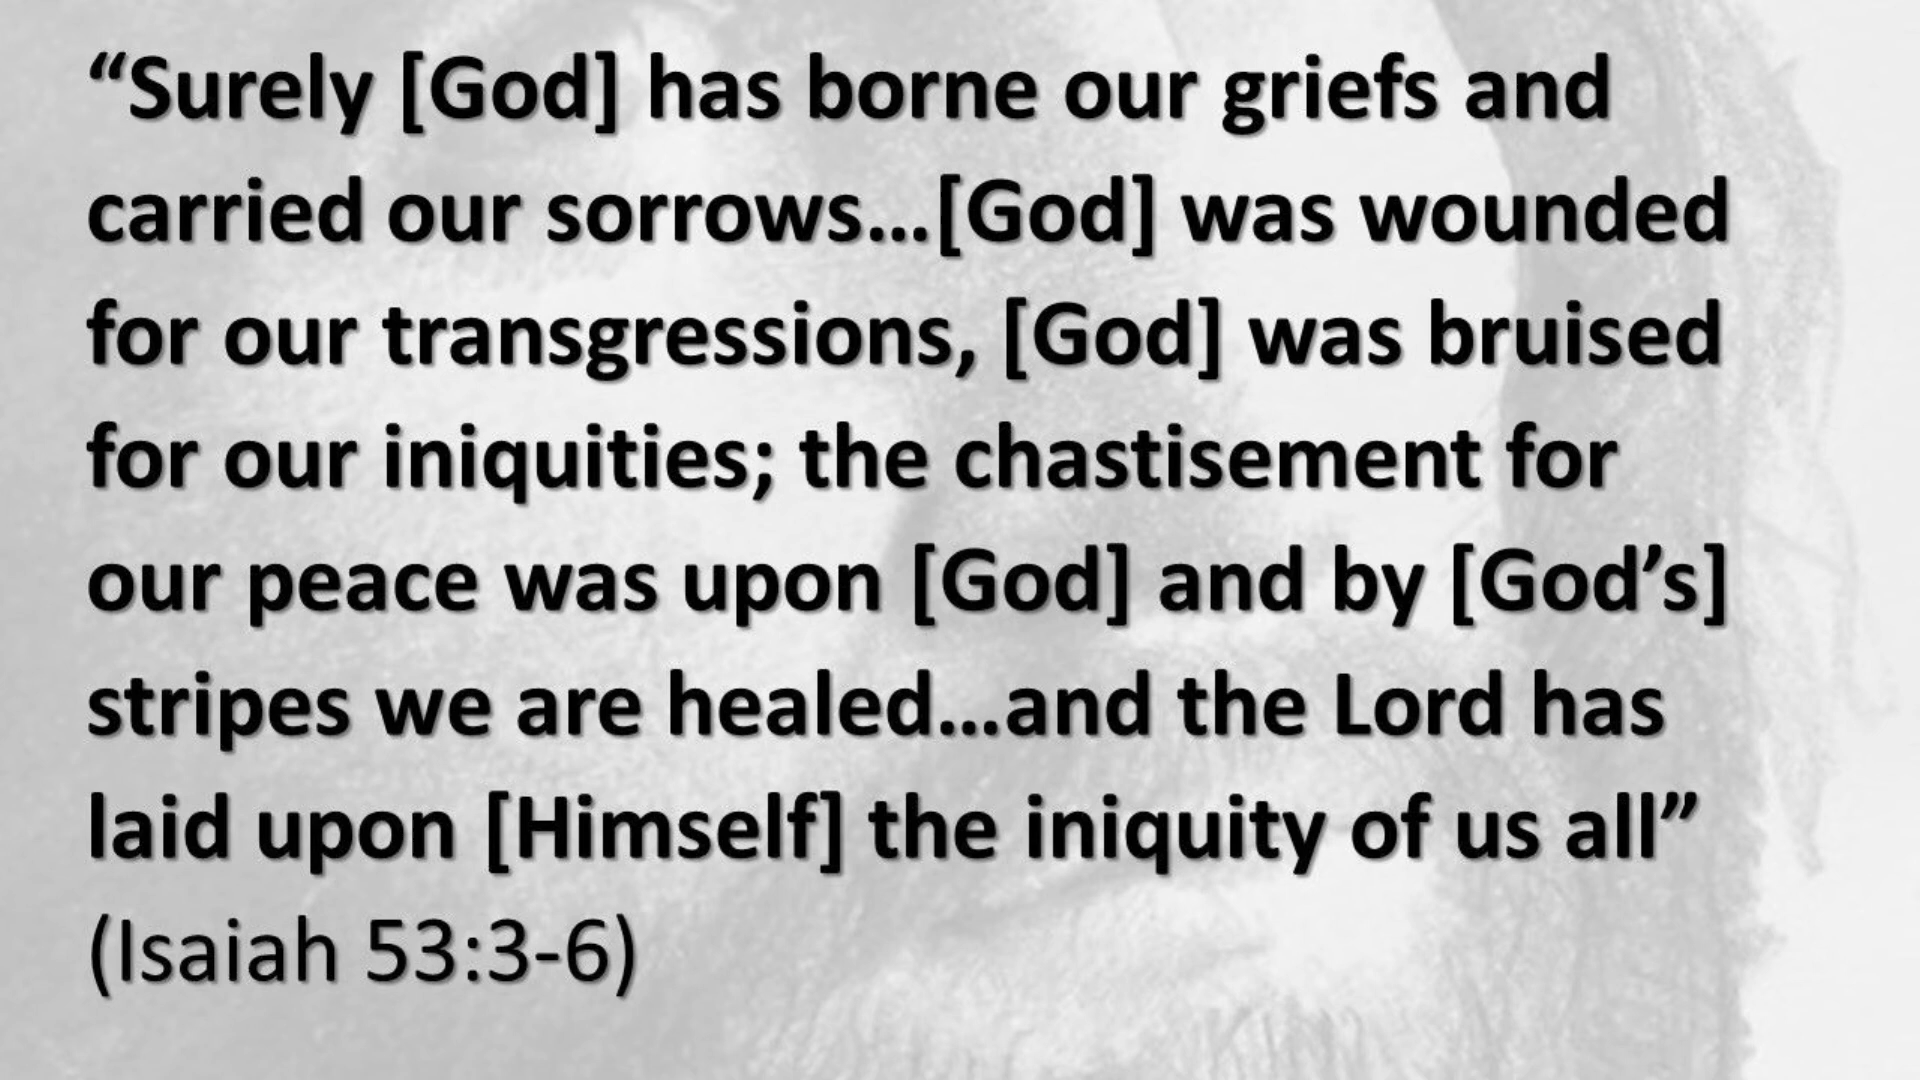 “Surely [God] has borne our griefs and
carried our sorrows...[God] was wounded
for our transgressions, [God] was bruised
for our iniquities; the chastisement for
our peace was upon [God] and by [God’s]
stripes we are healed...and the Lord has
laid upon [Himself] the iniquity of us all”
(Isaiah 53:3-6)